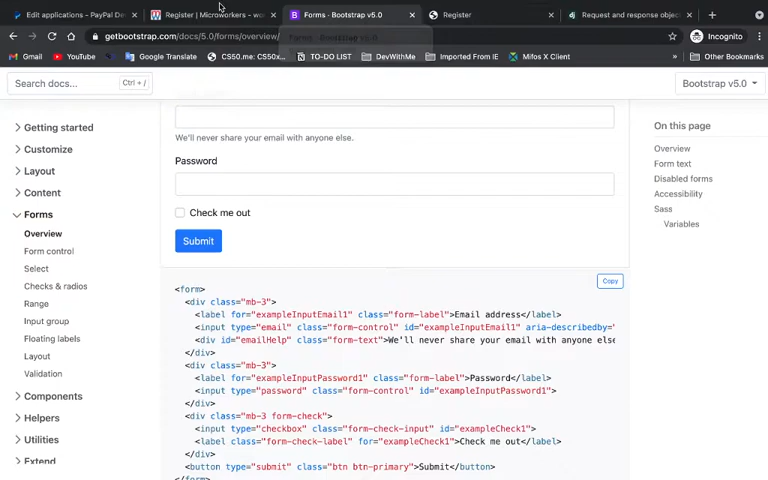 Edit applications - PayPal De
Register | Microworkers - wor
Forms · Bootstrap v5.0
Register
Request and response objec
getbootstrap.com/docs/5.0/forms/overview/
Incognito
Gmail
YouTube
Google Translate
CS50.me: CS50x...
TO-DO LIST
DevWithMe
Imported From IE
Mifos X Client
Other Bookmarks
Search docs...
Ctrl + /
Bootstrap v5.0
Getting started
Customize
Layout
Content
Forms
Overview
Form control
Select
Checks & radios
Range
Input group
Floating labels
Layout
Validation
Components
Helpers
Utilities
Extend
We'll never share your email with anyone else.
Password
Check me out
Submit
Copy
<form>
<div class="mb-3">
<label for="exampleInputEmail1" class="form-label">Email address</label>
<input type="email" class="form-control" id="exampleInputEmail1" aria-describedby="
<div id="emailHelp" class="form-text">We'll never share your email with anyone else
</div>
<div class="mb-3">
<label for="exampleInputPassword1" class="form-label">Password</label>
<input type="password" class="form-control" id="exampleInputPassword1">
</div>
<div class="mb-3 form-check">
<input type="checkbox" class="form-check-input" id="exampleCheck1">
<label class="form-check-label" for="exampleCheck1">Check me out</label>
</div>
<button type="submit" class="btn btn-primary">Submit</button>
</form>
On this page
Overview
Form text
Disabled forms
Accessibility
Sass
Variables